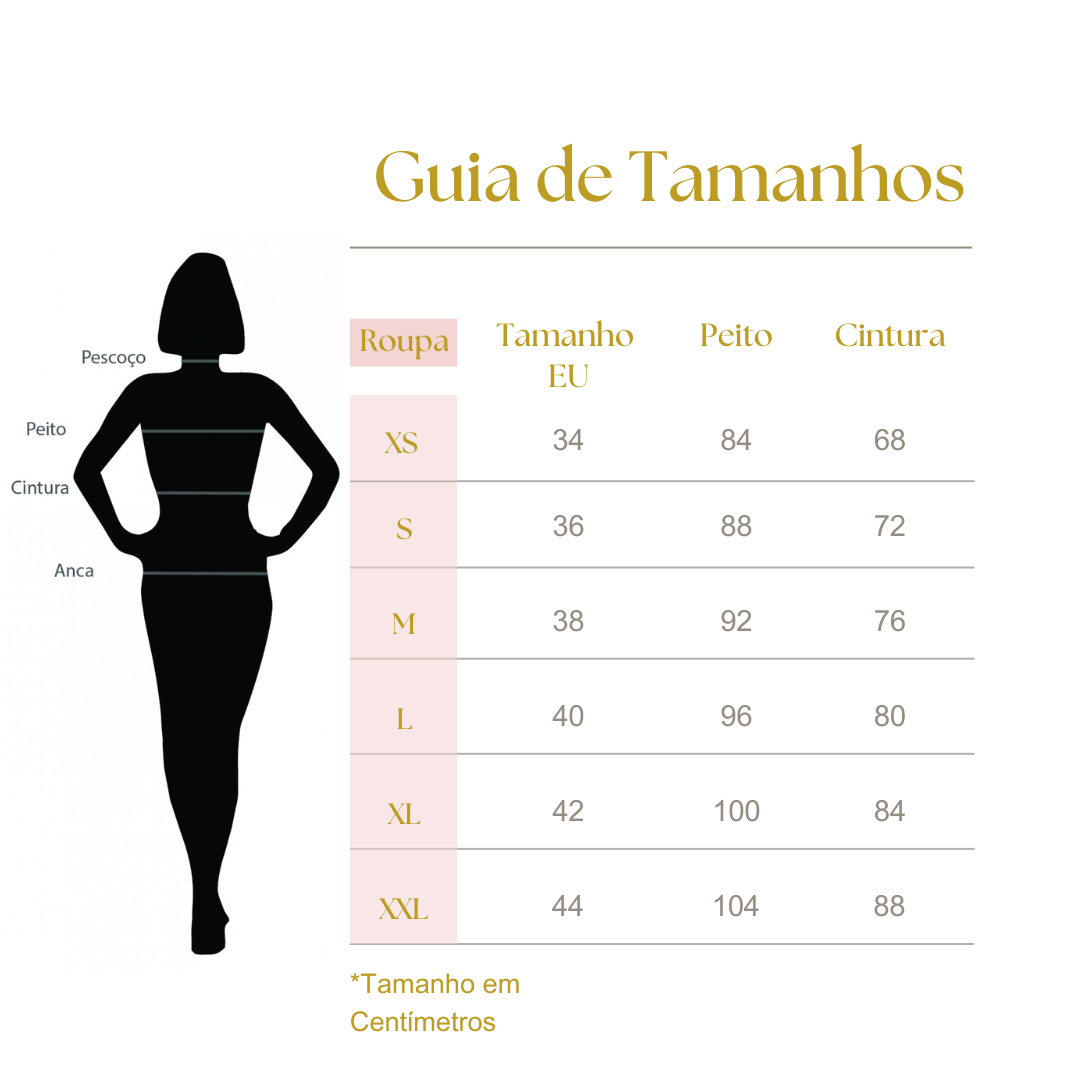 Guia de Tamanhos
Pescoço
Peito
Cintura
Anca
Roupa Tamanho EU Peito Cintura
XS 34 84 68
S 36 88 72
M 38 92 76
L 40 96 80
XL 42 100 84
XXL 44 104 88
*Tamanho em
Centímetros